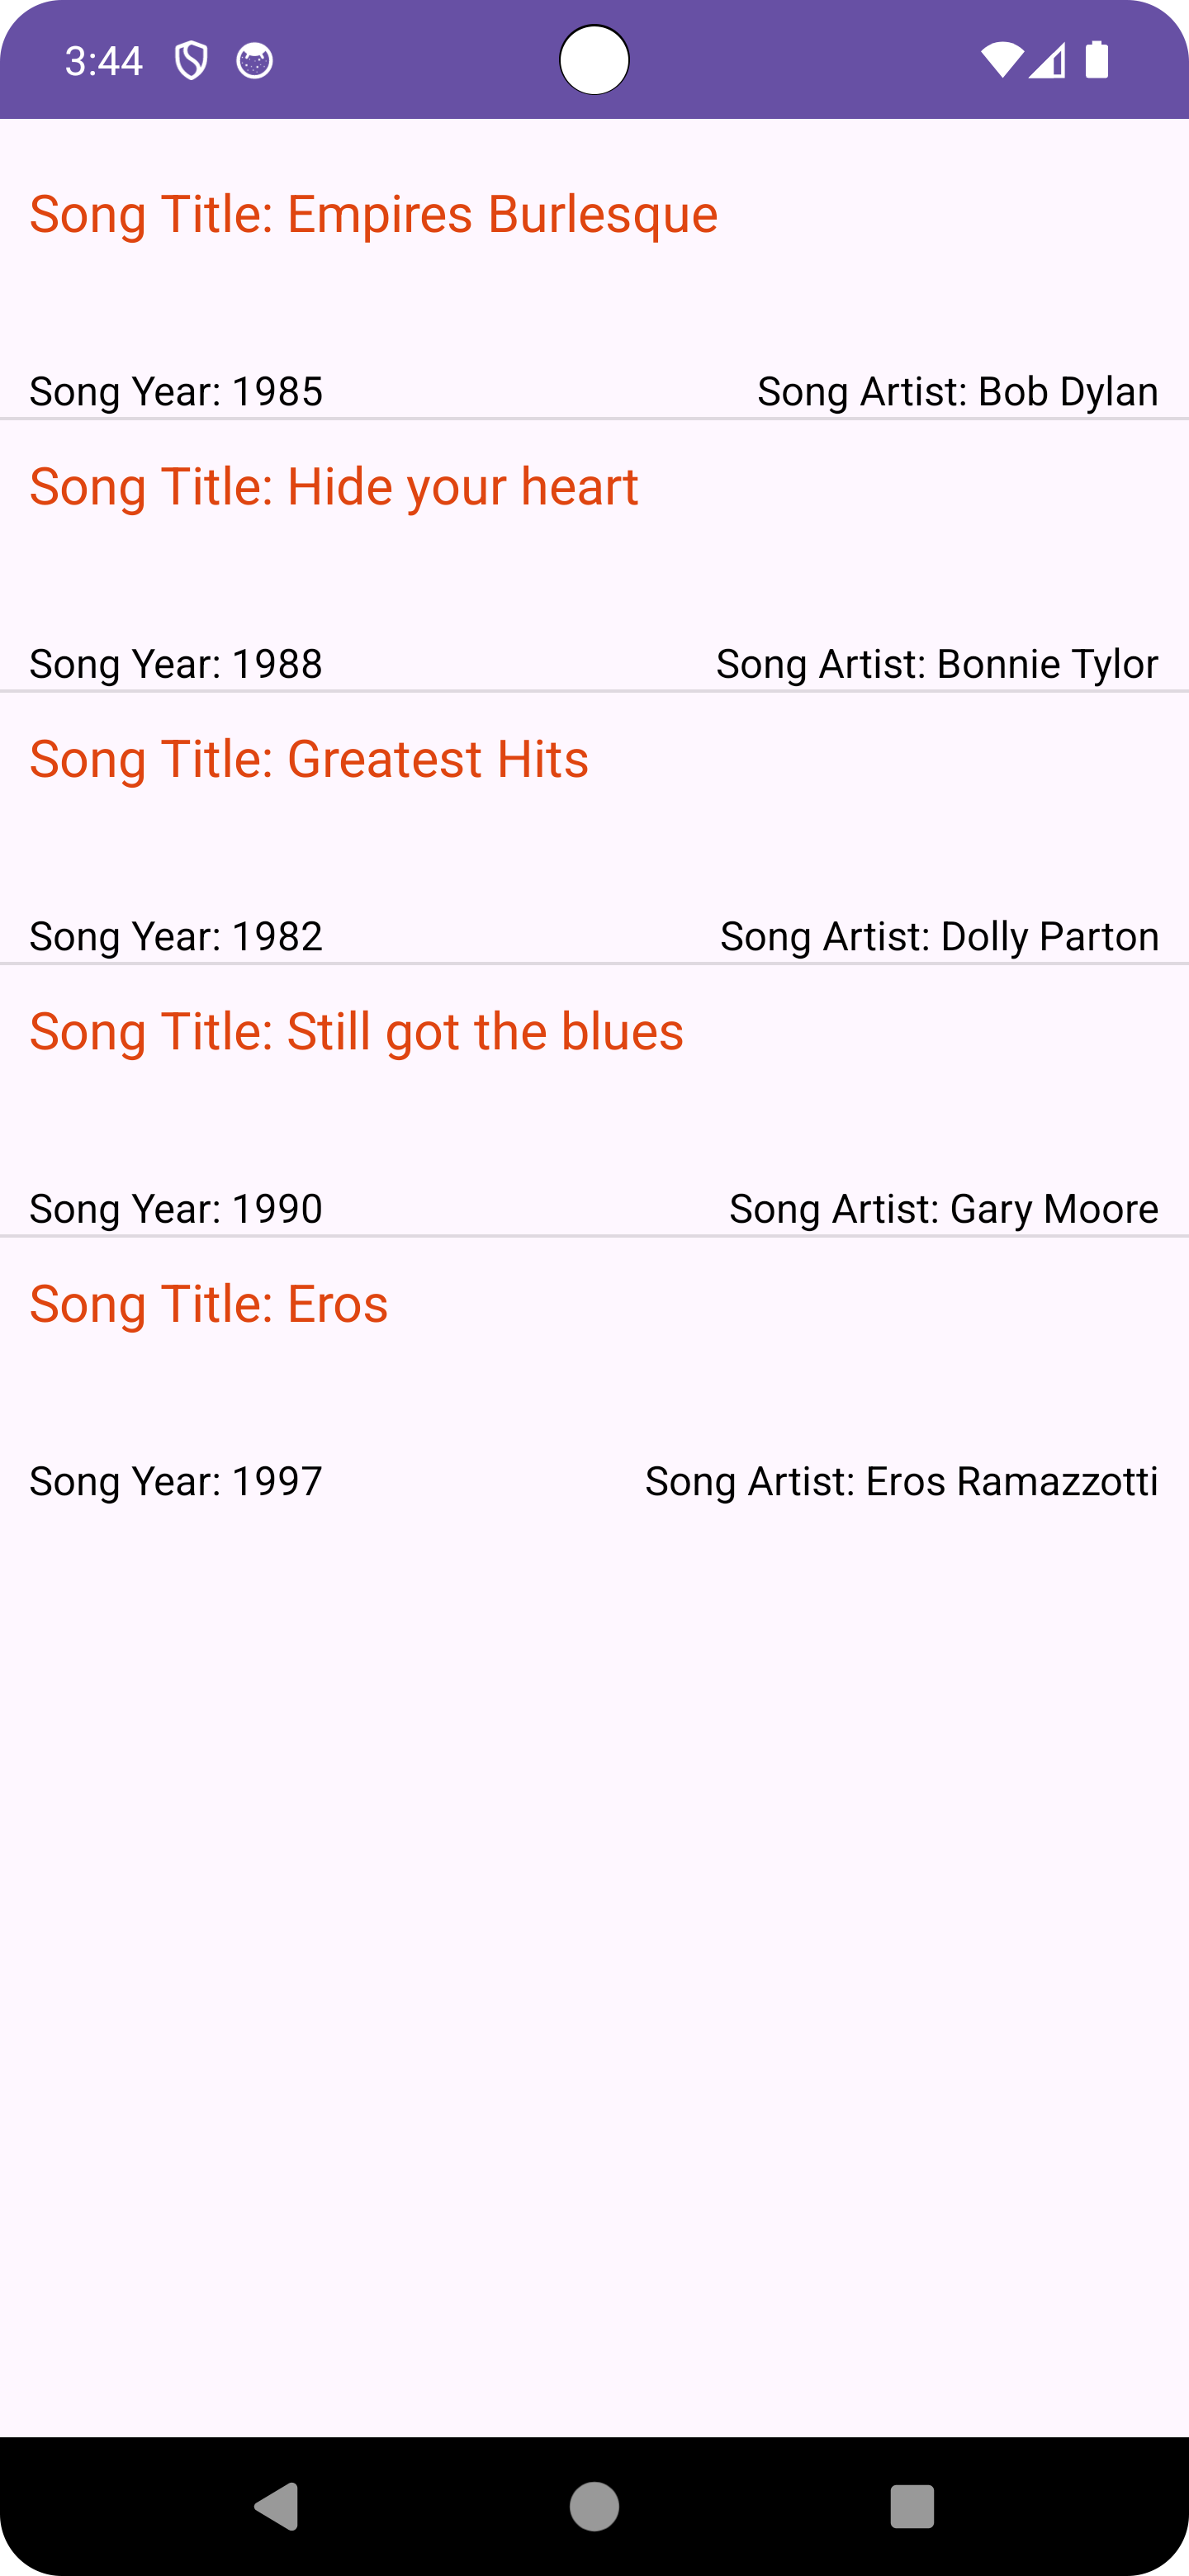 3:44
Song Title: Empires Burlesque
Song Year: 1985 Song Artist: Bob Dylan
Song Title: Hide your heart
Song Year: 1988 Song Artist: Bonnie Tylor
Song Title: Greatest Hits
Song Year: 1982 Song Artist: Dolly Parton
Song Title: Still got the blues
Song Year: 1990 Song Artist: Gary Moore
Song Title: Eros
Song Year: 1997 Song Artist: Eros Ramazzotti